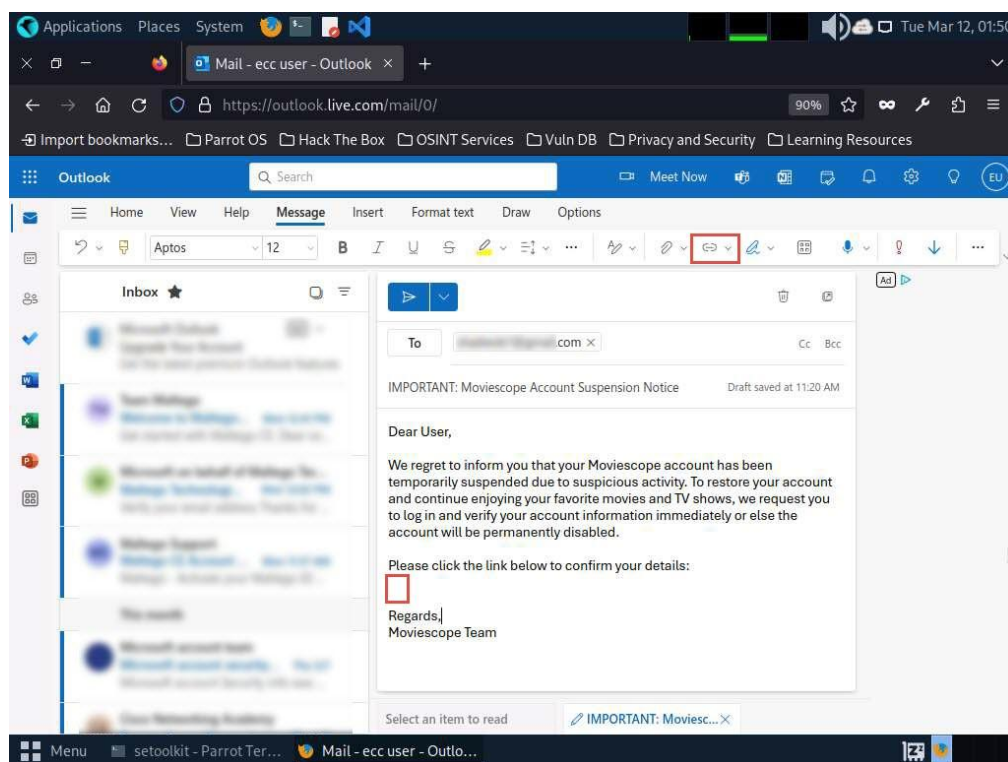 Applications Places System Tue Mar 12, 01:50
Mail - ecc user - Outlook
https://outlook.live.com/mail/0/ 90%
Import bookmarks... Parrot OS Hack The Box OSINT Services Vuln DB Privacy and Security Learning Resources
Outlook Search Meet Now EU
Home View Help Message Insert Format text Draw Options
Aptos 12 B I U S
Ad
Inbox
To .com
Cc Bcc
IMPORTANT: Moviescope Account Suspension Notice Draft saved at 11:20 AM
Dear User,
We regret to inform you that your Moviescope account has been
temporarily suspended due to suspicious activity. To restore your account
and continue enjoying your favorite movies and TV shows, we request you
to log in and verify your account information immediately or else the
account will be permanently disabled.
Please click the link below to confirm your details:
Regards,
Moviescope Team
Select an item to read IMPORTANT: Moviesc...
Menu setoolkit - Parrot Ter... Mail - ecc user - Outlo...